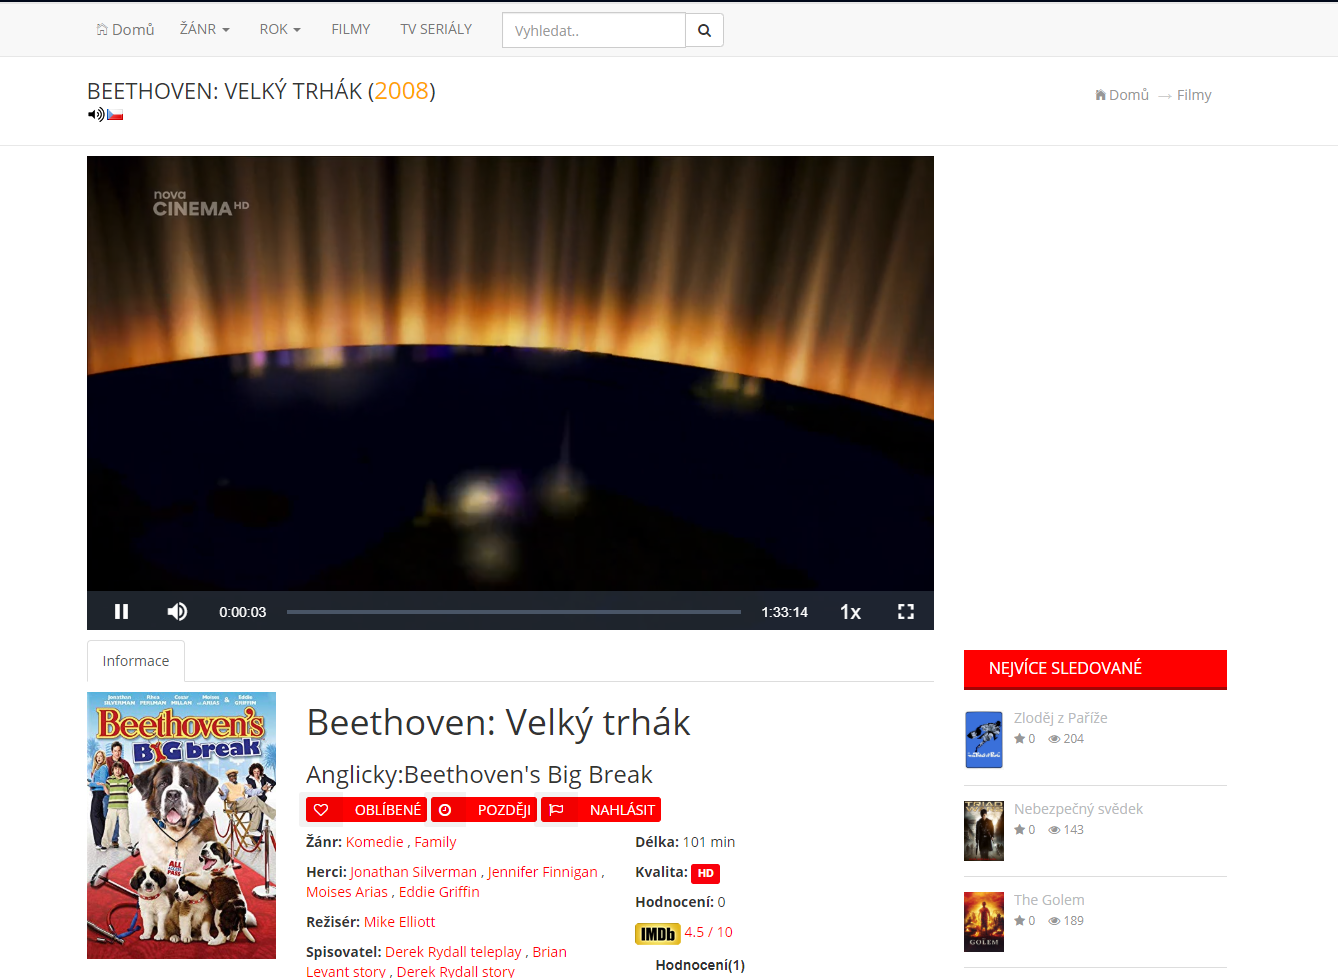 Domů ŽÁNR ROK FILMY TV SERIÁLY Vyhledat..
BEETHOVEN: VELKÝ TRHÁK (2008)
Domů → Filmy
nova
CINEMA HD
0:00:03 1:33:14 1x
Informace
NEJVÍCE SLEDOVANÉ
Jonathan SILVERMAN Rhea PERLMAN Cesar MILLAN Moises and ARIAS & Eddie GRIFFIN
Beethoven's
BIG break
ALL
PASS
Beethoven: Velký trhák
Anglicky:Beethoven's Big Break
OBLÍBENÉ POZDĚJI NAHLÁSIT
Žánr: Komedie , Family
Herci: Jonathan Silverman , Jennifer Finnigan ,
Moises Arias , Eddie Griffin
Režisér: Mike Elliott
Spisovatel: Derek Rydall teleplay , Brian
Levant story , Derek Rydall story
Délka: 101 min
Kvalita: HD
Hodnocení: 0
IMDb 4.5 / 10
Hodnocení(1)
Zloděj z Paříže
0 204
TRIAD
Nebezpečný svědek
0 143
The Golem
0 189
GOLEM